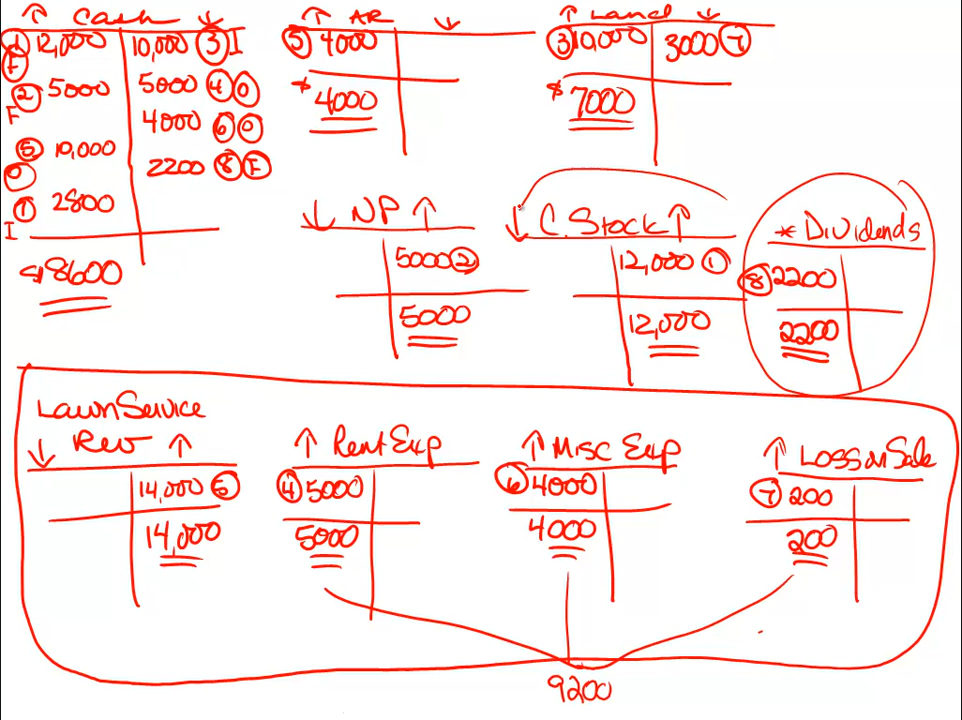 ↑ Cash ↓
① 12,000 10,000 ③ I
F
② 5000 5000 ④ O
F
4000 ⑥ O
⑤ 10,000
O
2200 ⑧ F
⑦ 2800
I
$ 8600
↑ AR ↓
⑤ 4000
* 4000
↑ Land ↓
③ 10,000 3000 ⑦
* 7000
↓ NP ↑
5000 ②
5000
↓ C. Stock ↑
12,000 ①
12,000
* Dividends
⑧ 2200
2200
Lawn Service
↓ Rev ↑
14,000 ⑤
14,000
↑ Rent Exp
④ 5000
5000
↑ Misc Exp
⑥ 4000
4000
↑ Loss on Sale
⑦ 200
200
9200